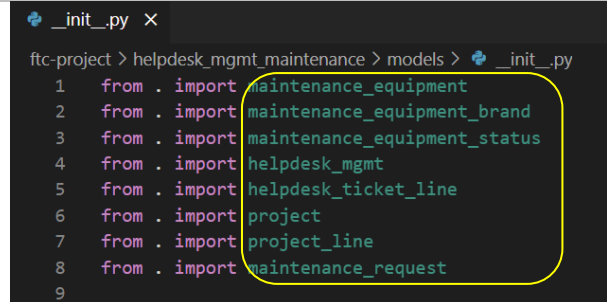 __init__.py X
ftc-project > helpdesk_mgmt_maintenance > models > __init__.py
1 from . import maintenance_equipment
2 from . import maintenance_equipment_brand
3 from . import maintenance_equipment_status
4 from . import helpdesk_mgmt
5 from . import helpdesk_ticket_line
6 from . import project
7 from . import project_line
8 from . import maintenance_request
9